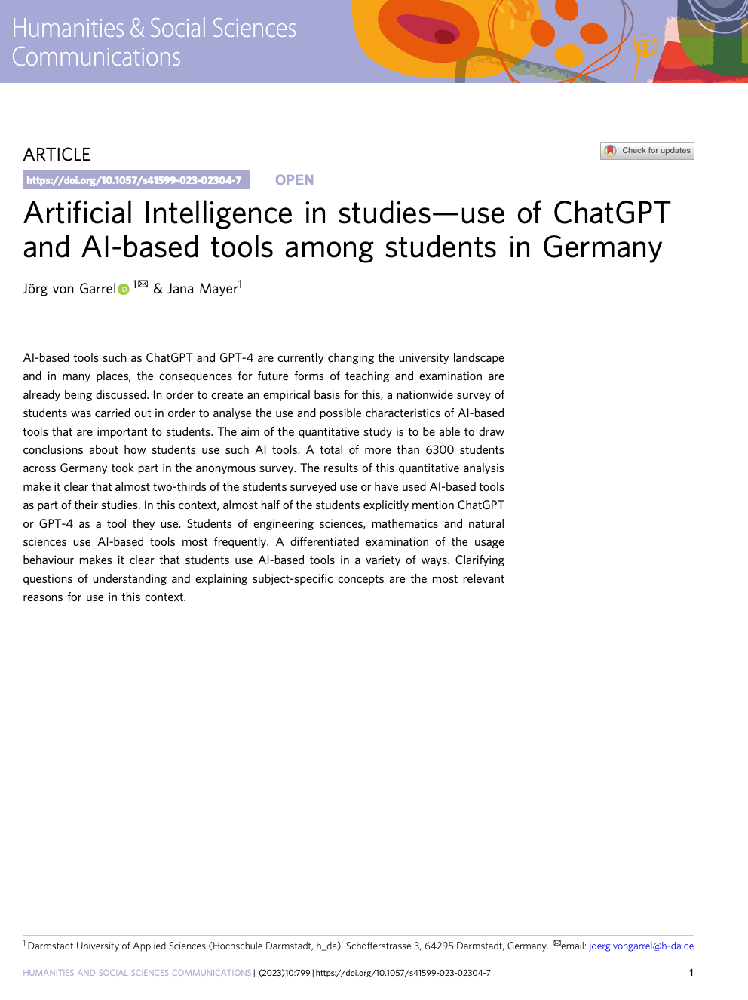 Humanities & Social Sciences
Communications
ARTICLE
Check for updates
https://doi.org/10.1057/s41599-023-02304-7 OPEN
Artificial Intelligence in studies—use of ChatGPT
and AI-based tools among students in Germany
Jörg von Garrel iD 1✉ & Jana Mayer1
AI-based tools such as ChatGPT and GPT-4 are currently changing the university landscape
and in many places, the consequences for future forms of teaching and examination are
already being discussed. In order to create an empirical basis for this, a nationwide survey of
students was carried out in order to analyse the use and possible characteristics of AI-based
tools that are important to students. The aim of the quantitative study is to be able to draw
conclusions about how students use such AI tools. A total of more than 6300 students
across Germany took part in the anonymous survey. The results of this quantitative analysis
make it clear that almost two-thirds of the students surveyed use or have used AI-based tools
as part of their studies. In this context, almost half of the students explicitly mention ChatGPT
or GPT-4 as a tool they use. Students of engineering sciences, mathematics and natural
sciences use AI-based tools most frequently. A differentiated examination of the usage
behaviour makes it clear that students use AI-based tools in a variety of ways. Clarifying
questions of understanding and explaining subject-specific concepts are the most relevant
reasons for use in this context.
1 Darmstadt University of Applied Sciences (Hochschule Darmstadt, h_da), Schöfferstrasse 3, 64295 Darmstadt, Germany. ✉email: joerg.vongarrel@h-da.de
HUMANITIES AND SOCIAL SCIENCES COMMUNICATIONS | (2023)10:799 | https://doi.org/10.1057/s41599-023-02304-7 1